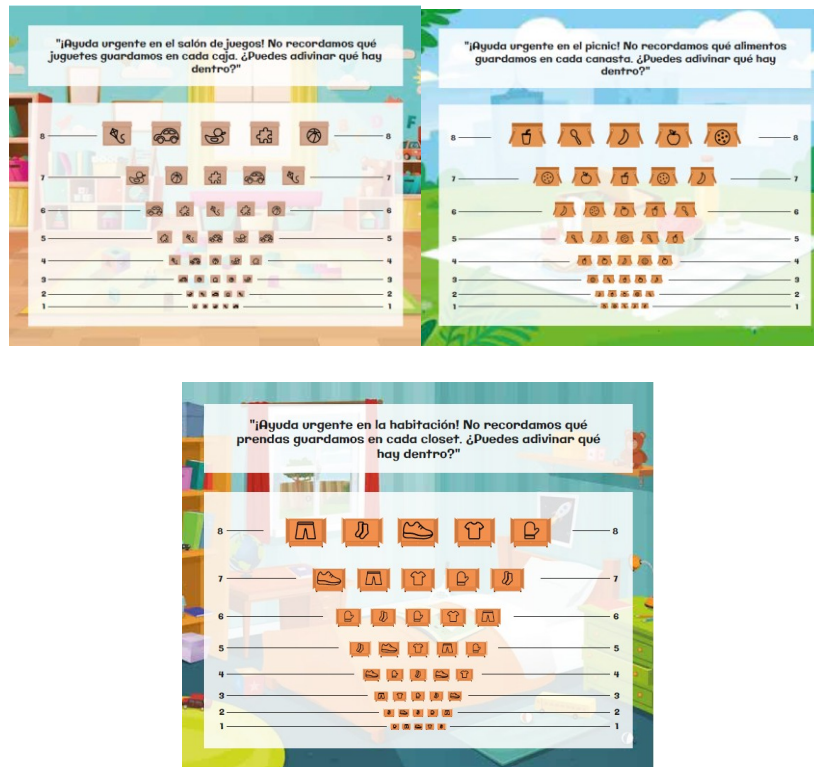 "¡Ayuda urgente en el salón de juegos! No recordamos qué
juguetes guardamos en cada caja. ¿Puedes adivinar qué hay
dentro?"
8 8
7 7
6 6
5 5
4 4
3 3
2 2
1 1
"¡Ayuda urgente en el picnic! No recordamos qué alimentos
guardamos en cada canasta. ¿Puedes adivinar qué hay
dentro?"
8 8
7 7
6 6
5 5
4 4
3 3
2 2
1 1
"¡Ayuda urgente en la habitación! No recordamos qué
prendas guardamos en cada closet. ¿Puedes adivinar qué
hay dentro?"
8 8
7 7
6 6
5 5
4 4
3 3
2 2
1 1